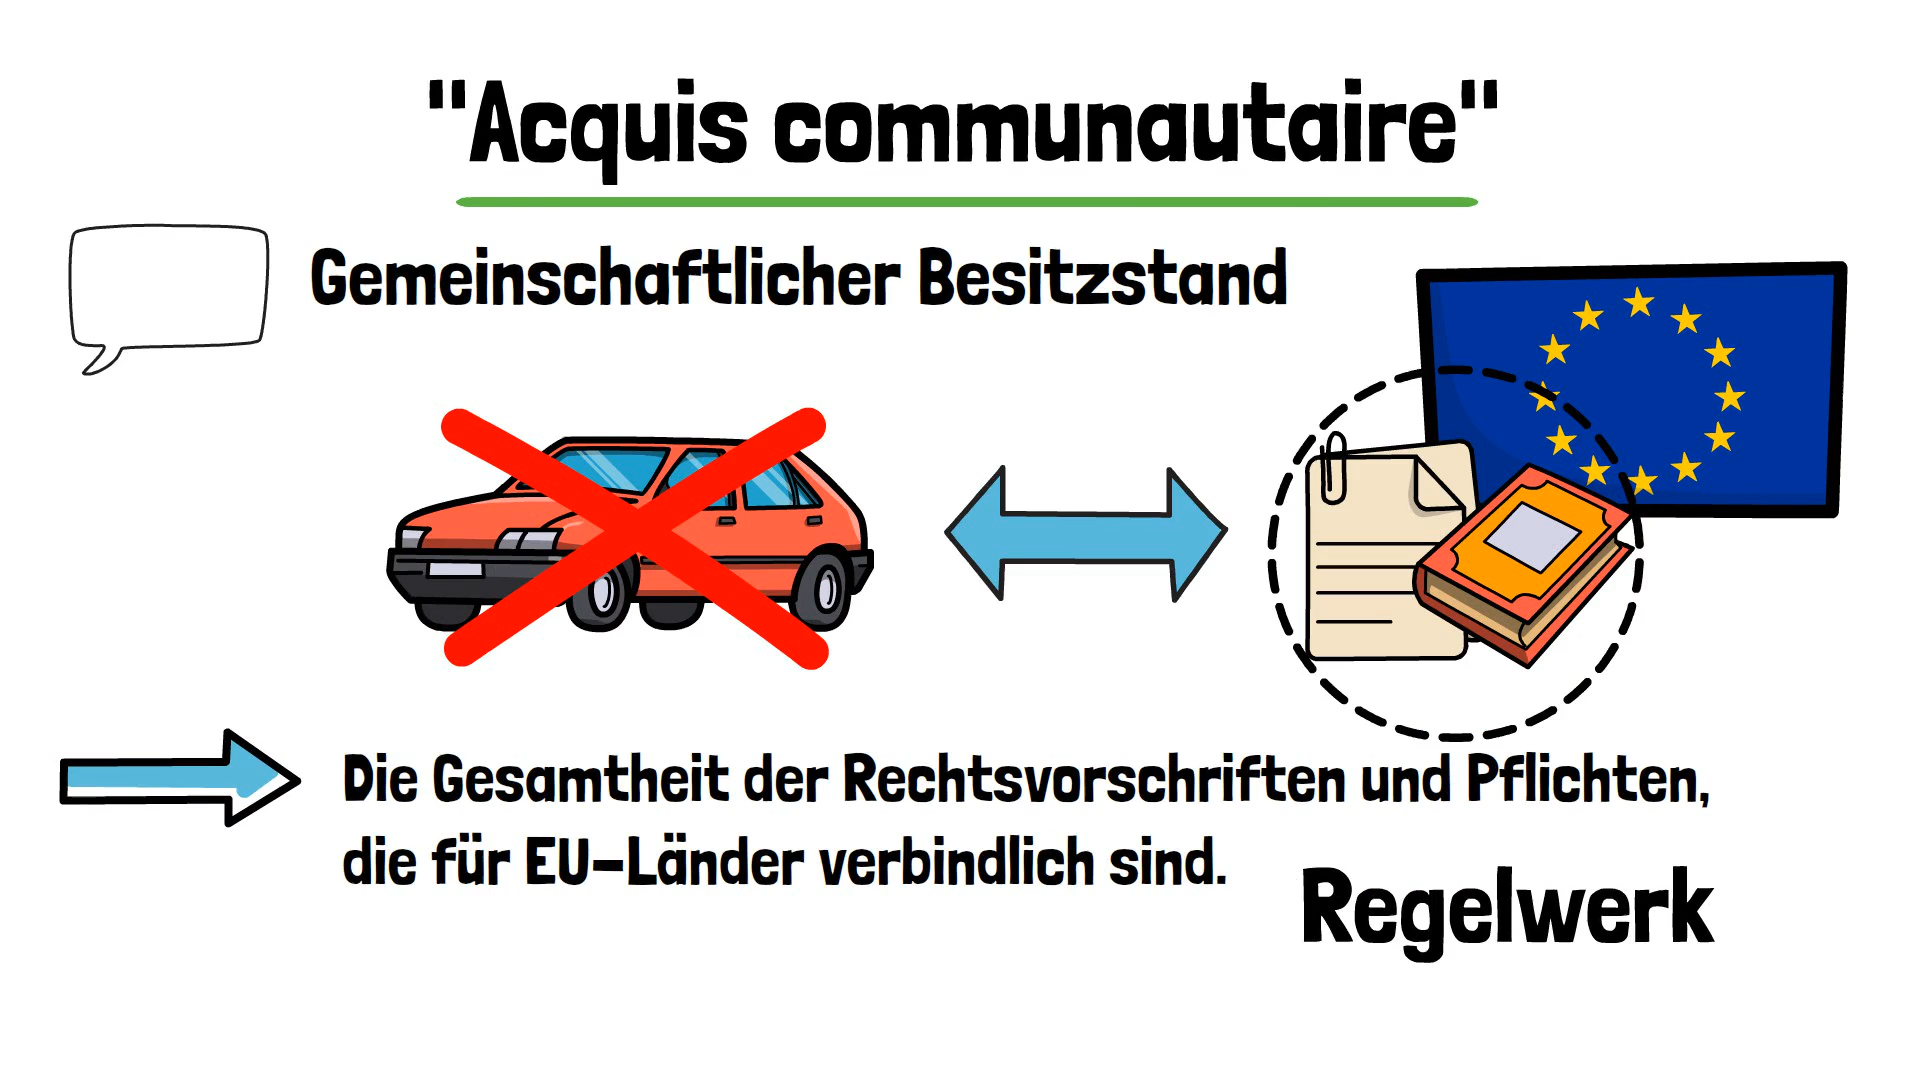 "Acquis communautaire"
Gemeinschaftlicher Besitzstand
Die Gesamtheit der Rechtsvorschriften und Pflichten,
die für EU-Länder verbindlich sind.
Regelwerk